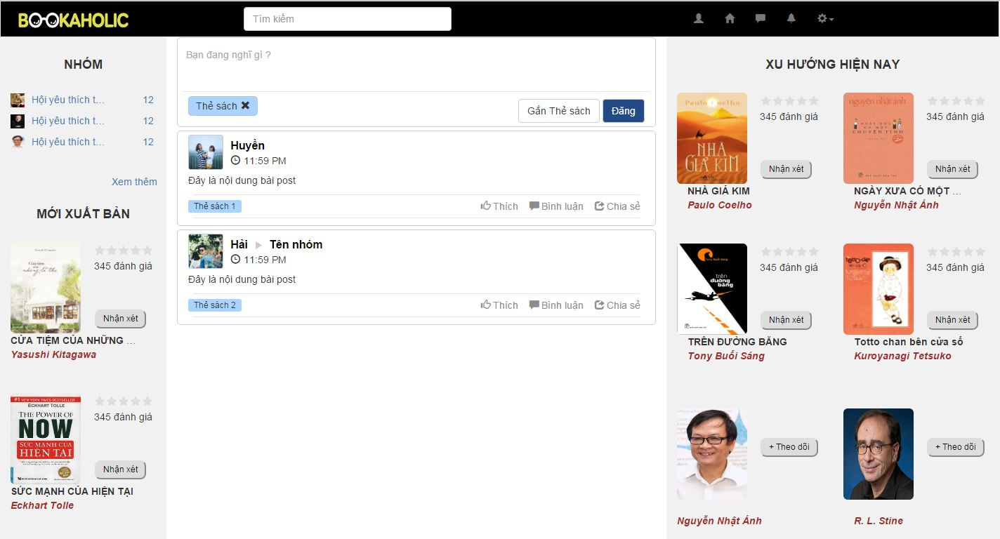 BOOKAHOLIC
Tìm kiếm
NHÓM
Hội yêu thích t... 12
Hội yêu thích t... 12
Hội yêu thích t... 12
Xem thêm
MỚI XUẤT BẢN
Yasushi Kitagawa
Cửa tiệm
của
những lá thư
345 đánh giá
Nhận xét
CỬA TIỆM CỦA NHỮNG ...
Yasushi Kitagawa
#1 NEW YORK TIMES BESTSELLER
ECKHART TOLLE
THE POWER OF
NOW
SỨC MẠNH CỦA
HIỆN TẠI
345 đánh giá
Nhận xét
SỨC MẠNH CỦA HIỆN TẠI
Eckhart Tolle
Bạn đang nghĩ gì ?
Thẻ sách ✖
Gắn Thẻ sách
Đăng
Huyền
11:59 PM
Đây là nội dung bài post
Thẻ sách 1
Thích Bình luận Chia sẻ
Hải ▶ Tên nhóm
11:59 PM
Đây là nội dung bài post
Thẻ sách 2
Thích Bình luận Chia sẻ
XU HƯỚNG HIỆN NAY
Paulo Coelho
NHÀ
GIẢ KIM
345 đánh giá
Nhận xét
NHÀ GIẢ KIM
Paulo Coelho
nguyễn nhật ánh
NGÀY XƯA
CÓ MỘT
CHUYỆN TÌNH
345 đánh giá
Nhận xét
NGÀY XƯA CÓ MỘT ...
Nguyễn Nhật Ánh
Tony Buổi Sáng
trên
đường
băng
345 đánh giá
Nhận xét
TRÊN ĐƯỜNG BĂNG
Tony Buổi Sáng
345 đánh giá
Nhận xét
Totto chan bên cửa sổ
Kuroyanagi Tetsuko
+ Theo dõi
Nguyễn Nhật Ánh
+ Theo dõi
R. L. Stine